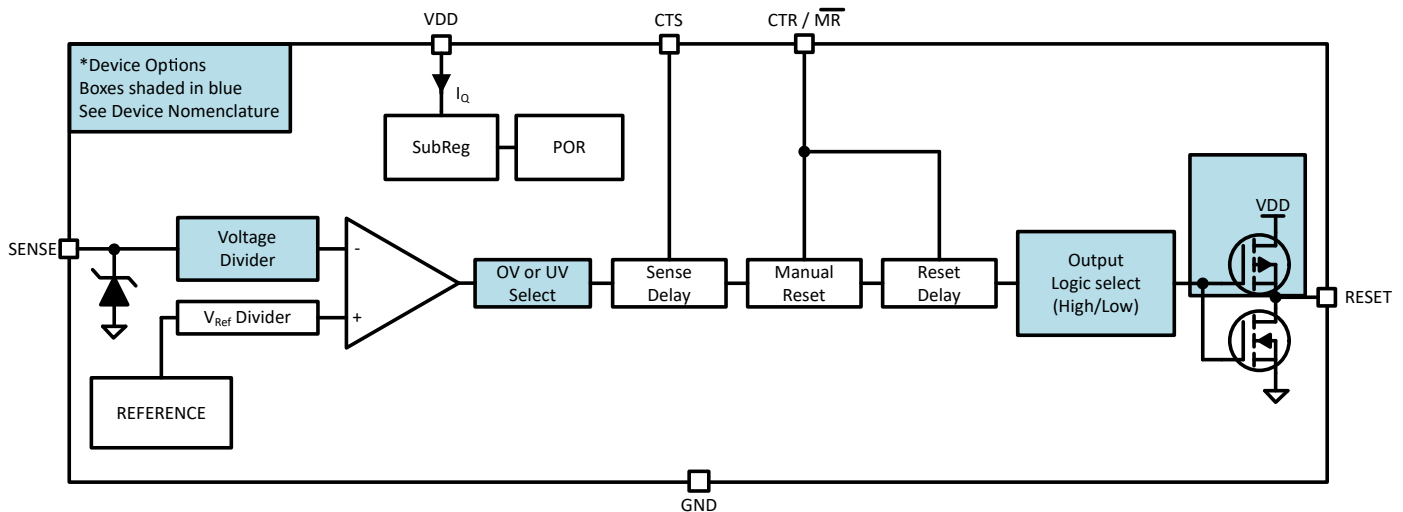 VDD
CTS
CTR / MR
*Device Options
Boxes shaded in blue
See Device Nomenclature
IQ
SubReg
POR
VDD
SENSE
Voltage
Divider
-
OV or UV
Select
Sense
Delay
Manual
Reset
Reset
Delay
Output
Logic select
(High/Low)
RESET
VRef Divider
+
REFERENCE
GND